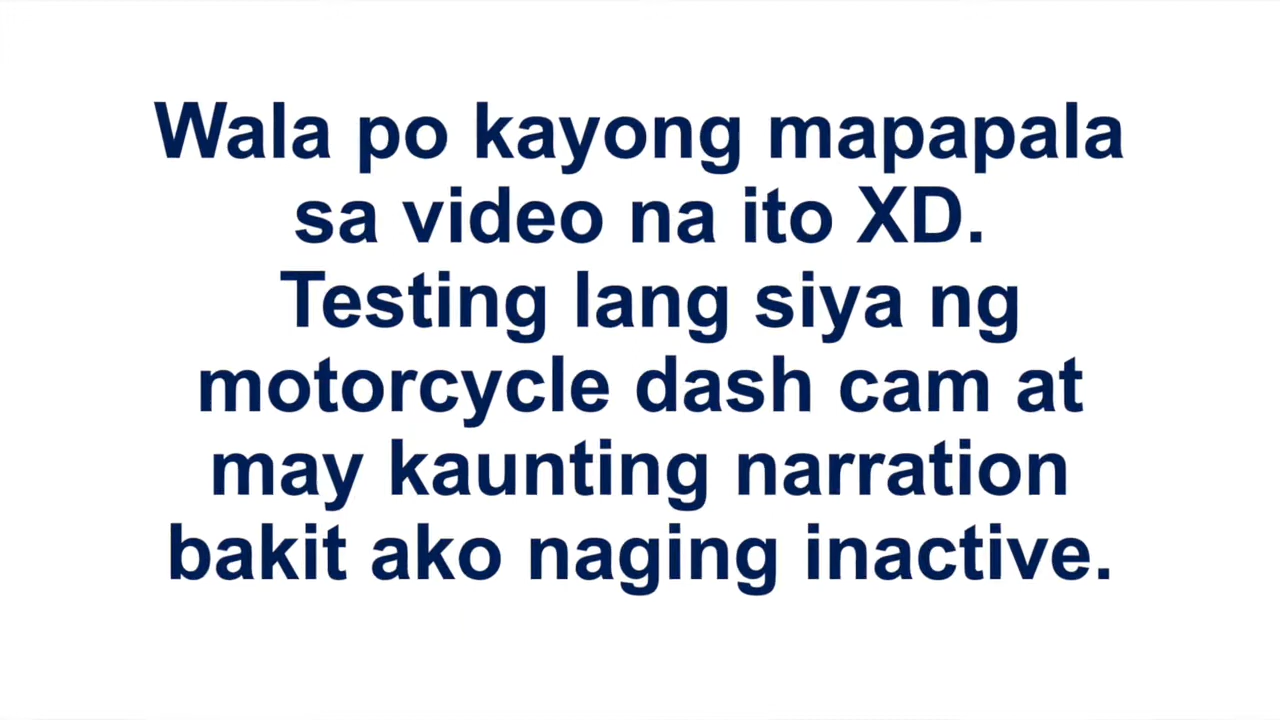 Wala po kayong mapapala
sa video na ito XD.
Testing lang siya ng
motorcycle dash cam at
may kaunting narration
bakit ako naging inactive.